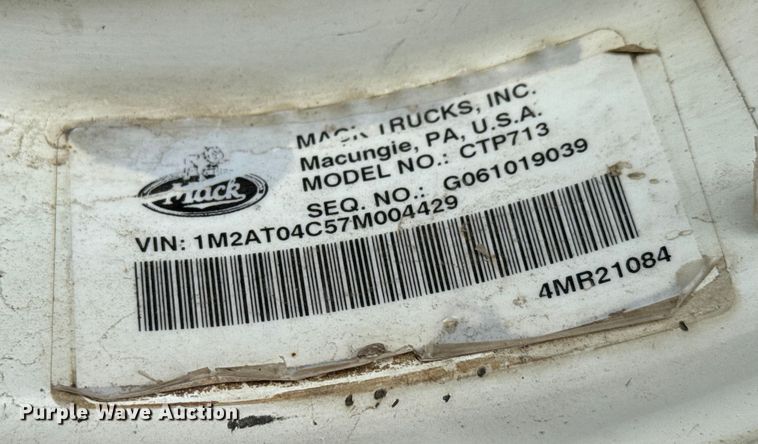 MACK TRUCKS, INC.
Macungie, PA, U.S.A.
MODEL NO.: CTP713
SEQ. NO.: G061019039
Mack
VIN: 1M2AT04C57M004429
4MR21084
Purple Wave Auction